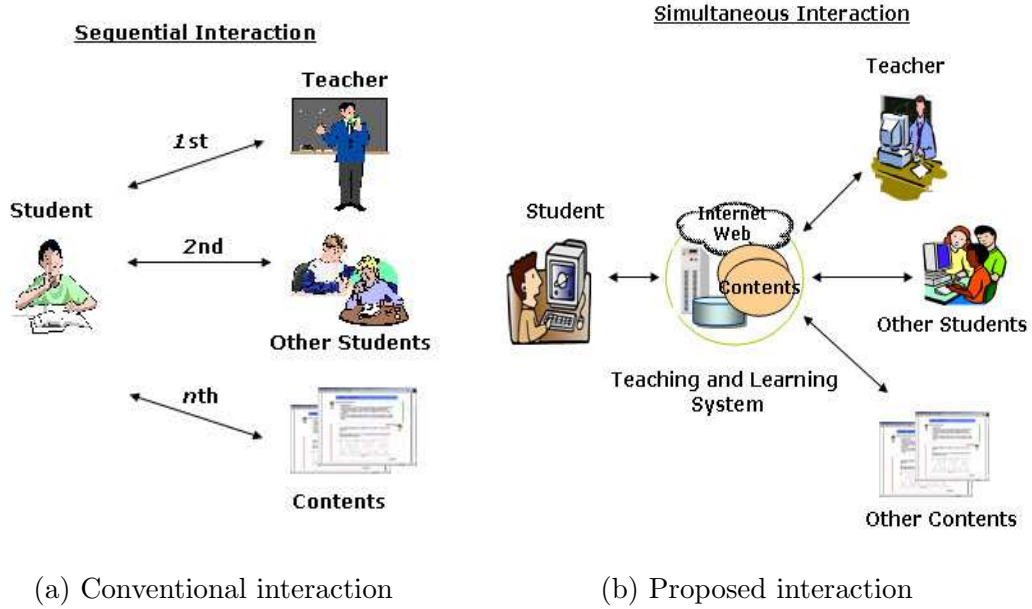 Sequential Interaction
Teacher
1st
Student
2nd
Other Students
nth
Contents
(a) Conventional interaction
Simultaneous Interaction
Teacher
Student
Internet
Web
Contents
Other Students
Teaching and Learning
System
Other Contents
(b) Proposed interaction